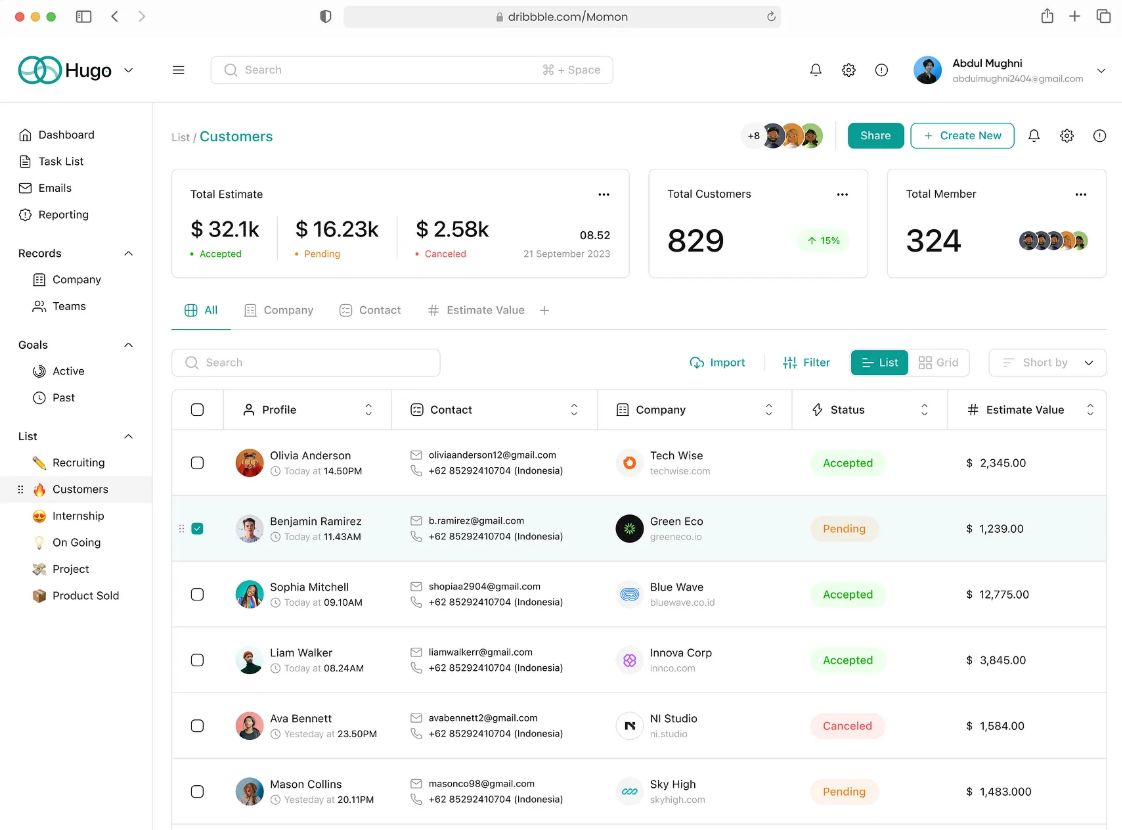 dribbble.com/Momon
Hugo
Search
⌘ + Space
Abdul Mughni
abdulmughni2404@gmail.com
Dashboard
Task List
Emails
Reporting
Records
Company
Teams
Goals
Active
Past
List
Recruiting
Customers
Internship
On Going
Project
Product Sold
List / Customers
+8
Share
+ Create New
Total Estimate
$ 32.1k
Accepted
$ 16.23k
Pending
$ 2.58k
Canceled
08.52
21 September 2023
Total Customers
829
↑ 15%
Total Member
324
All
Company
Contact
# Estimate Value
+
Search
Import
Filter
List
Grid
Short by
Profile
Contact
Company
Status
# Estimate Value
Olivia Anderson
Today at 14.50PM
oliviaanderson12@gmail.com
+62 85292410704 (Indonesia)
Tech Wise
techwise.com
Accepted
$ 2,345.00
Benjamin Ramirez
Today at 11.43AM
b.ramirez@gmail.com
+62 85292410704 (Indonesia)
Green Eco
greeneco.io
Pending
$ 1,239.00
Sophia Mitchell
Today at 09.10AM
shopiaa2904@gmail.com
+62 85292410704 (Indonesia)
Blue Wave
bluewave.co.id
Accepted
$ 12,775.00
Liam Walker
Today at 08.24AM
liamwalkerr@gmail.com
+62 85292410704 (Indonesia)
Innova Corp
innco.com
Accepted
$ 3,845.00
Ava Bennett
Yesteday at 23.50PM
avabennett2@gmail.com
+62 85292410704 (Indonesia)
NI Studio
ni.studio
Canceled
$ 1,584.00
Mason Collins
Yesteday at 20.11PM
masonco98@gmail.com
+62 85292410704 (Indonesia)
Sky High
skyhigh.com
Pending
$ 1,483.000